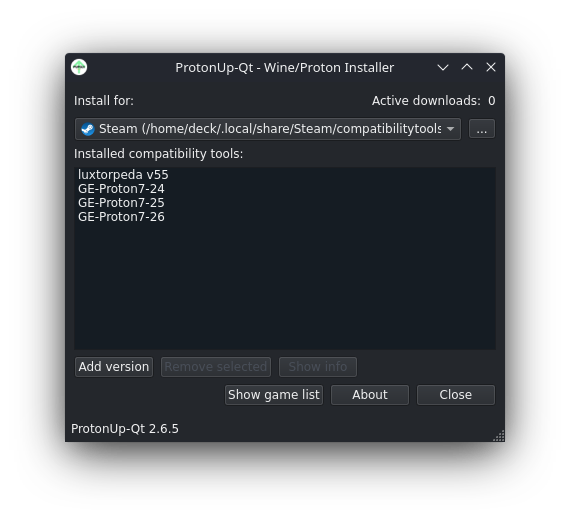 ProtonUp-Qt - Wine/Proton Installer
Install for:
Active downloads: 0
Steam (/home/deck/.local/share/Steam/compatibilitytools
...
Installed compatibility tools:
luxtorpeda v55
GE-Proton7-24
GE-Proton7-25
GE-Proton7-26
Add version
Remove selected
Show info
Show game list
About
Close
ProtonUp-Qt 2.6.5